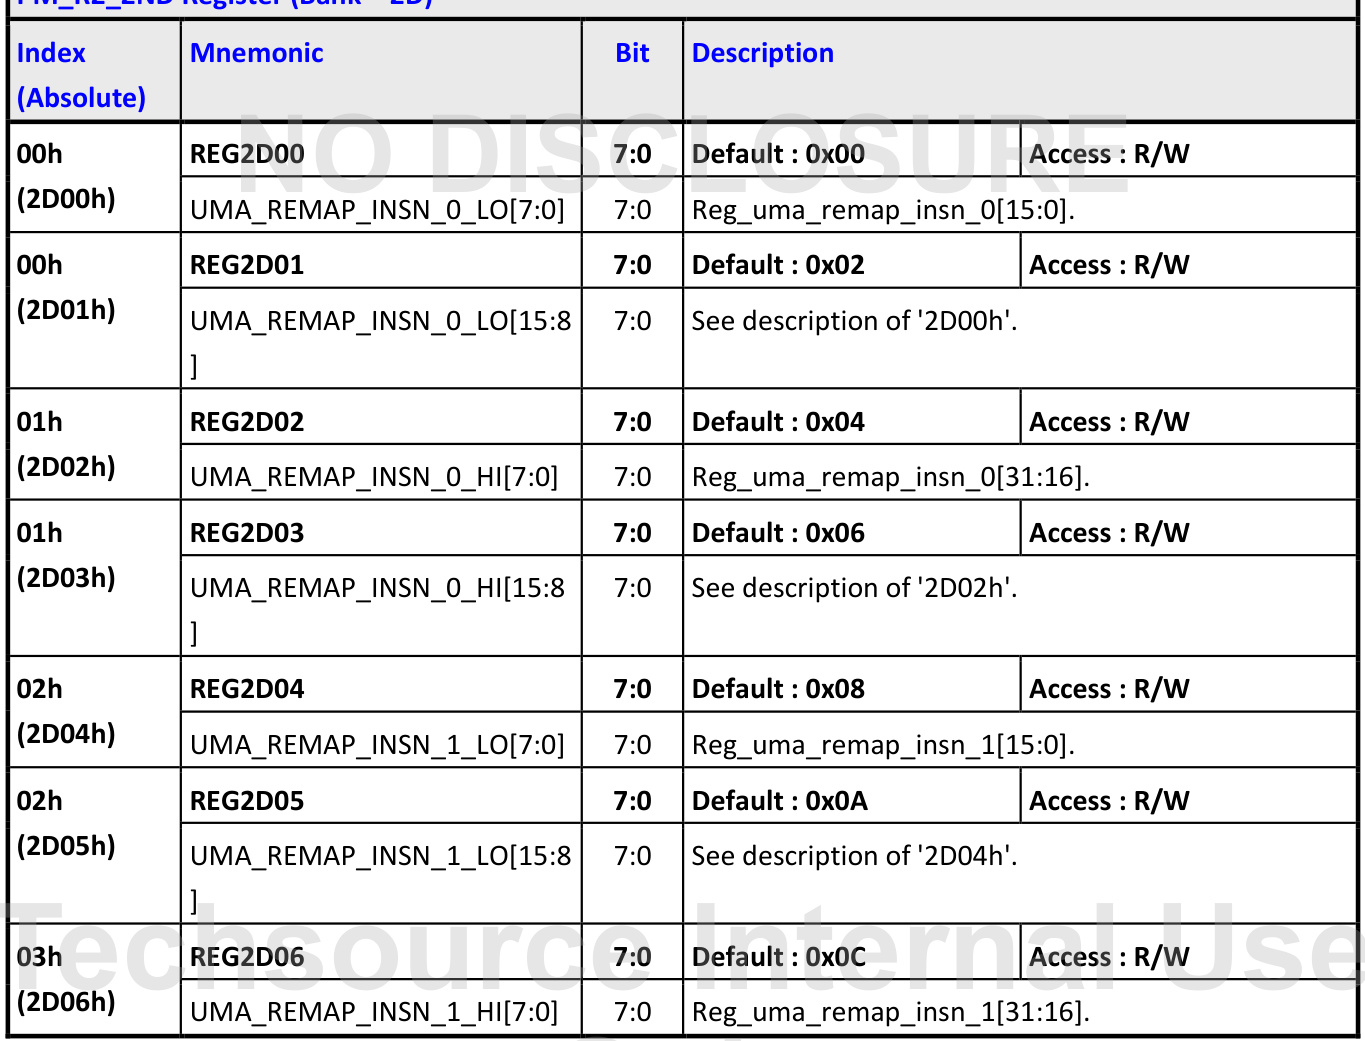 PM_R2_2ND Register (Bank = 2D)
Index Mnemonic Bit Description
(Absolute)
NO DISCLOSURE
00h REG2D00 7:0 Default : 0x00 Access : R/W
(2D00h) UMA_REMAP_INSN_0_LO[7:0] 7:0 Reg_uma_remap_insn_0[15:0].
00h REG2D01 7:0 Default : 0x02 Access : R/W
(2D01h) UMA_REMAP_INSN_0_LO[15:8 7:0 See description of '2D00h'.
]
01h REG2D02 7:0 Default : 0x04 Access : R/W
(2D02h) UMA_REMAP_INSN_0_HI[7:0] 7:0 Reg_uma_remap_insn_0[31:16].
01h REG2D03 7:0 Default : 0x06 Access : R/W
(2D03h) UMA_REMAP_INSN_0_HI[15:8 7:0 See description of '2D02h'.
]
02h REG2D04 7:0 Default : 0x08 Access : R/W
(2D04h) UMA_REMAP_INSN_1_LO[7:0] 7:0 Reg_uma_remap_insn_1[15:0].
02h REG2D05 7:0 Default : 0x0A Access : R/W
(2D05h) UMA_REMAP_INSN_1_LO[15:8 7:0 See description of '2D04h'.
]
Techsource Internal Use
03h REG2D06 7:0 Default : 0x0C Access : R/W
(2D06h) UMA_REMAP_INSN_1_HI[7:0] 7:0 Reg_uma_remap_insn_1[31:16].